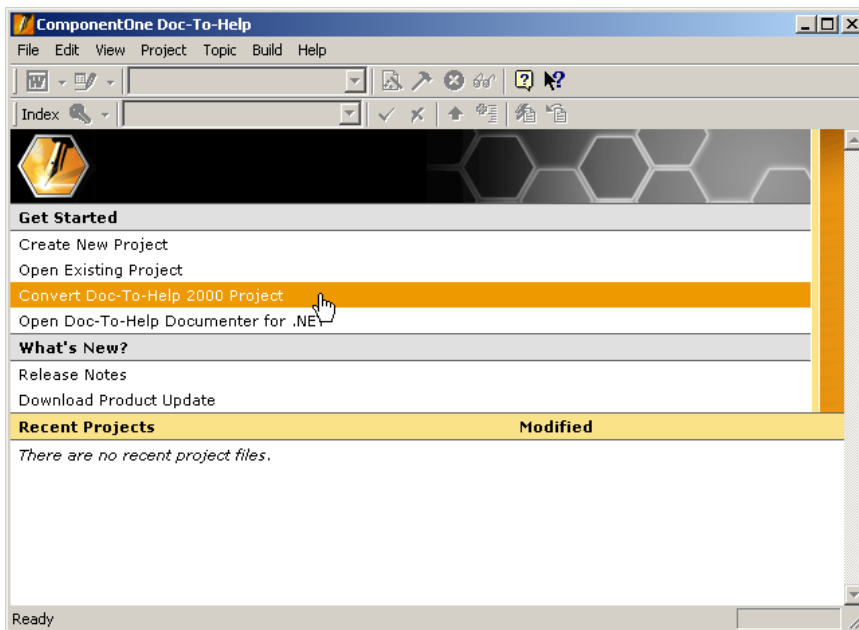 ComponentOne Doc-To-Help
File Edit View Project Topic Build Help
Index
Get Started
Create New Project
Open Existing Project
Convert Doc-To-Help 2000 Project
Open Doc-To-Help Documenter for .NET
What's New?
Release Notes
Download Product Update
Recent Projects Modified
There are no recent project files.
Ready